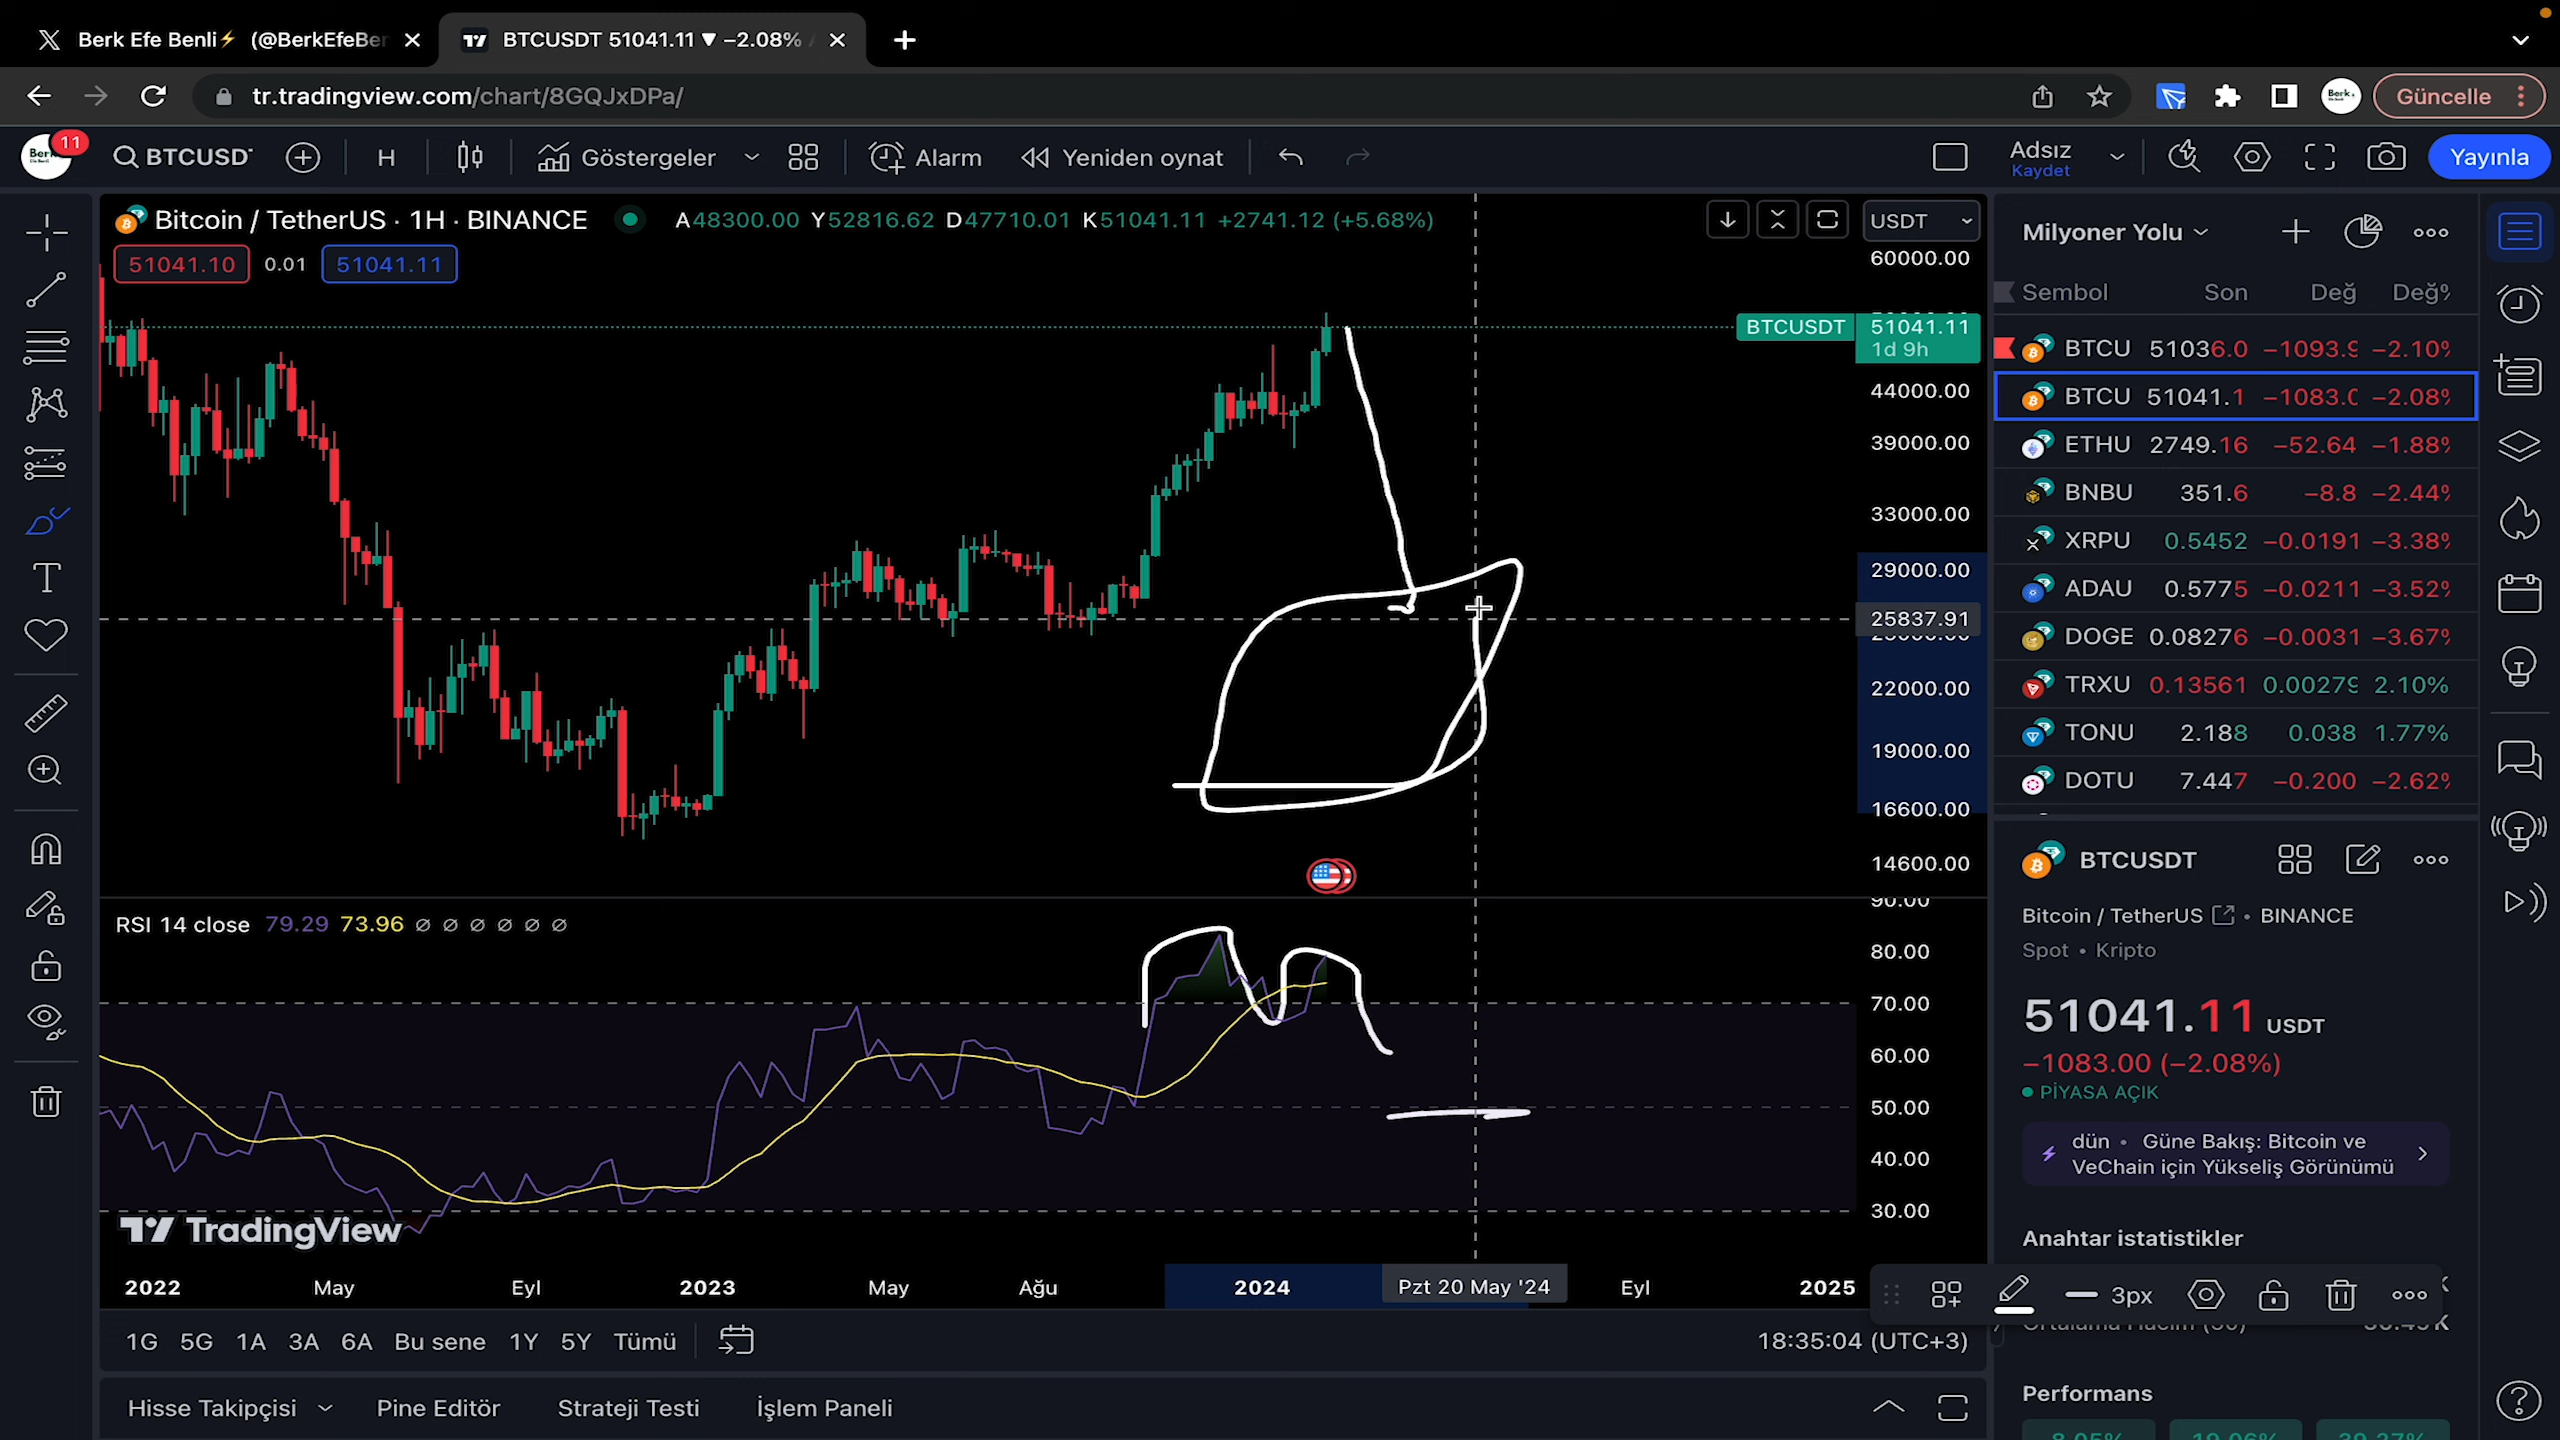 Berk Efe Benli⚡ (@BerkEfeBer
BTCUSDT 51041.11 ▼ −2.08%
tr.tradingview.com/chart/8GQJxDPa/
Berk
Güncelle
11
BTCUSD
H
Göstergeler
Alarm
Yeniden oynat
Adsız
Kaydet
Yayınla
Bitcoin / TetherUS · 1H · BINANCE
A48300.00 Y52816.62 D47710.01 K51041.11 +2741.12 (+5.68%)
51041.10 0.01 51041.11
USDT
60000.00
BTCUSDT 51041.11
1d 9h
44000.00
39000.00
33000.00
29000.00
25837.91
22000.00
19000.00
16600.00
14600.00
RSI 14 close 79.29 73.96 ∅ ∅ ∅ ∅ ∅ ∅
90.00
80.00
70.00
60.00
50.00
40.00
30.00
TradingView
2022 May Eyl 2023 May Ağu 2024 Pzt 20 May '24 Eyl 2025
3px
1G 5G 1A 3A 6A Bu sene 1Y 5Y Tümü
18:35:04 (UTC+3)
Hisse Takipçisi Pine Editör Strateji Testi İşlem Paneli
Milyoner Yolu
Sembol Son Değ Değ%
BTCU 51036.0 −1093.9 −2.10%
BTCU 51041.1 −1083.0 −2.08%
ETHU 2749.16 −52.64 −1.88%
BNBU 351.6 −8.8 −2.44%
XRPU 0.5452 −0.0191 −3.38%
ADAU 0.5775 −0.0211 −3.52%
DOGE 0.08276 −0.0031 −3.67%
TRXU 0.13561 0.00279 2.10%
TONU 2.188 0.038 1.77%
DOTU 7.447 −0.200 −2.62%
BTCUSDT
Bitcoin / TetherUS • BINANCE
Spot • Kripto
51041.11 USDT
−1083.00 (−2.08%)
PİYASA AÇIK
dün • Güne Bakış: Bitcoin ve
VeChain için Yükseliş Görünümü
Anahtar istatistikler
Performans